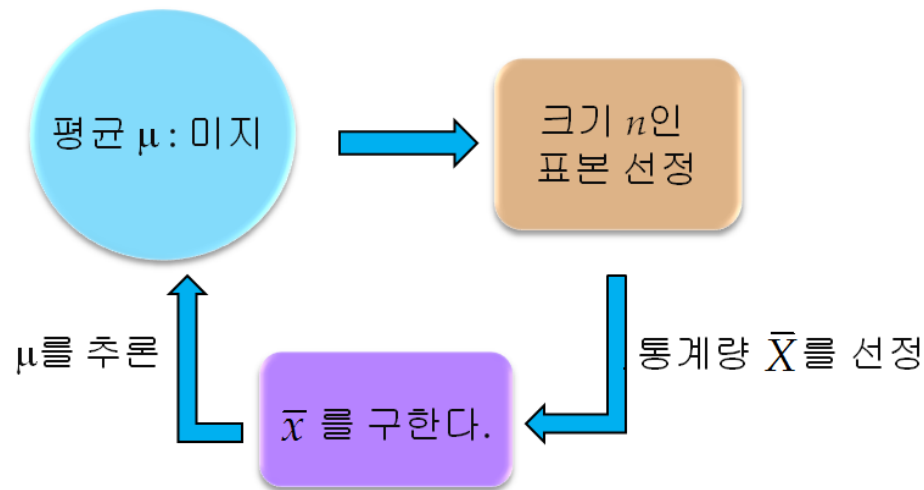 평균 μ : 미지
크기 n인
표본 선정
통계량 X̅를 선정
x̅ 를 구한다.
μ를 추론